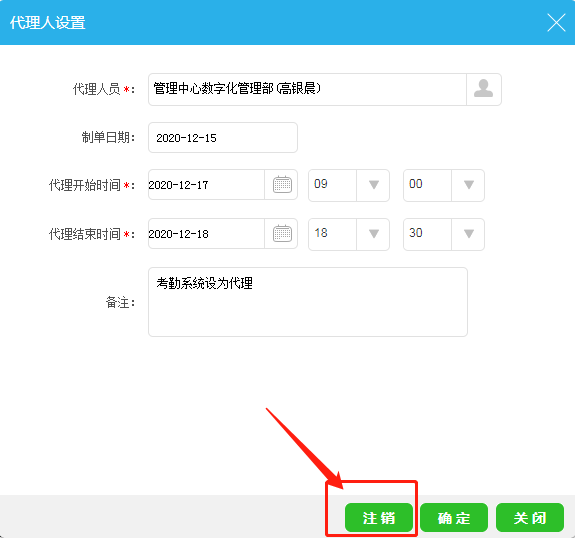 代理人设置
代理人员*: 管理中心数字化管理部(高银晨)
制单日期: 2020-12-15
代理开始时间*: 2020-12-17 09 00
代理结束时间*: 2020-12-18 18 30
备注: 考勤系统设为代理
注销 确定 关闭